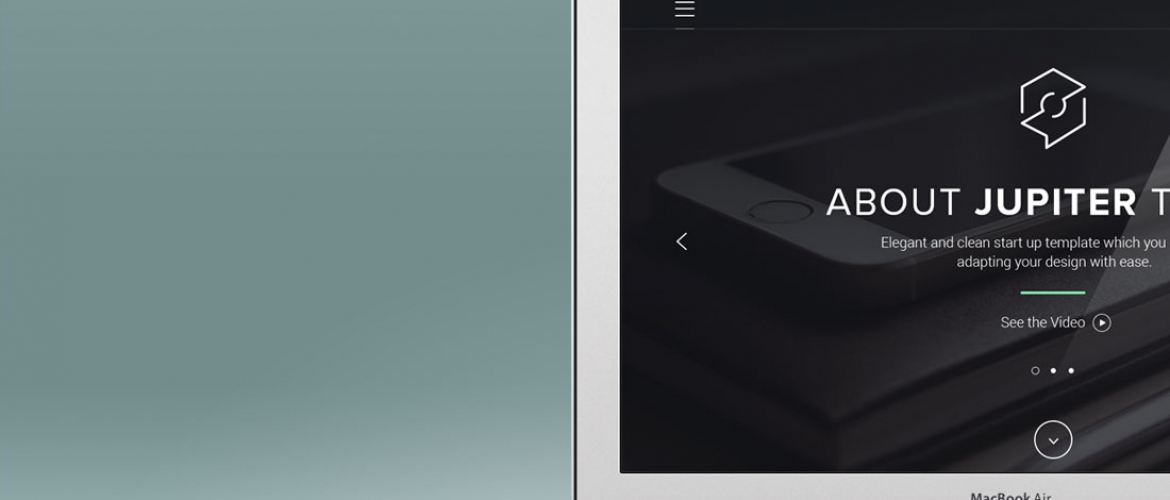 ABOUT JUPITER T
Elegant and clean start up template which you
adapting your design with ease.
See the Video
MacBook Air